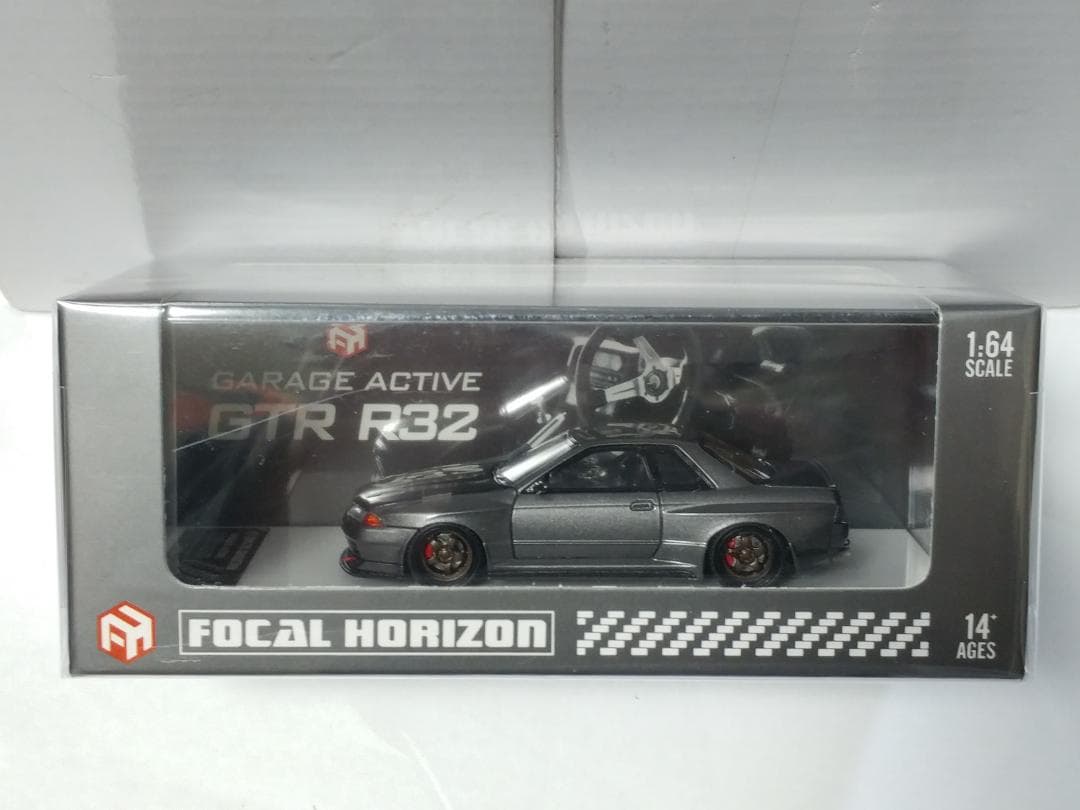 GARAGE ACTIVE
GTR R32
1:64
SCALE
FOCAL HORIZON
14+
AGES